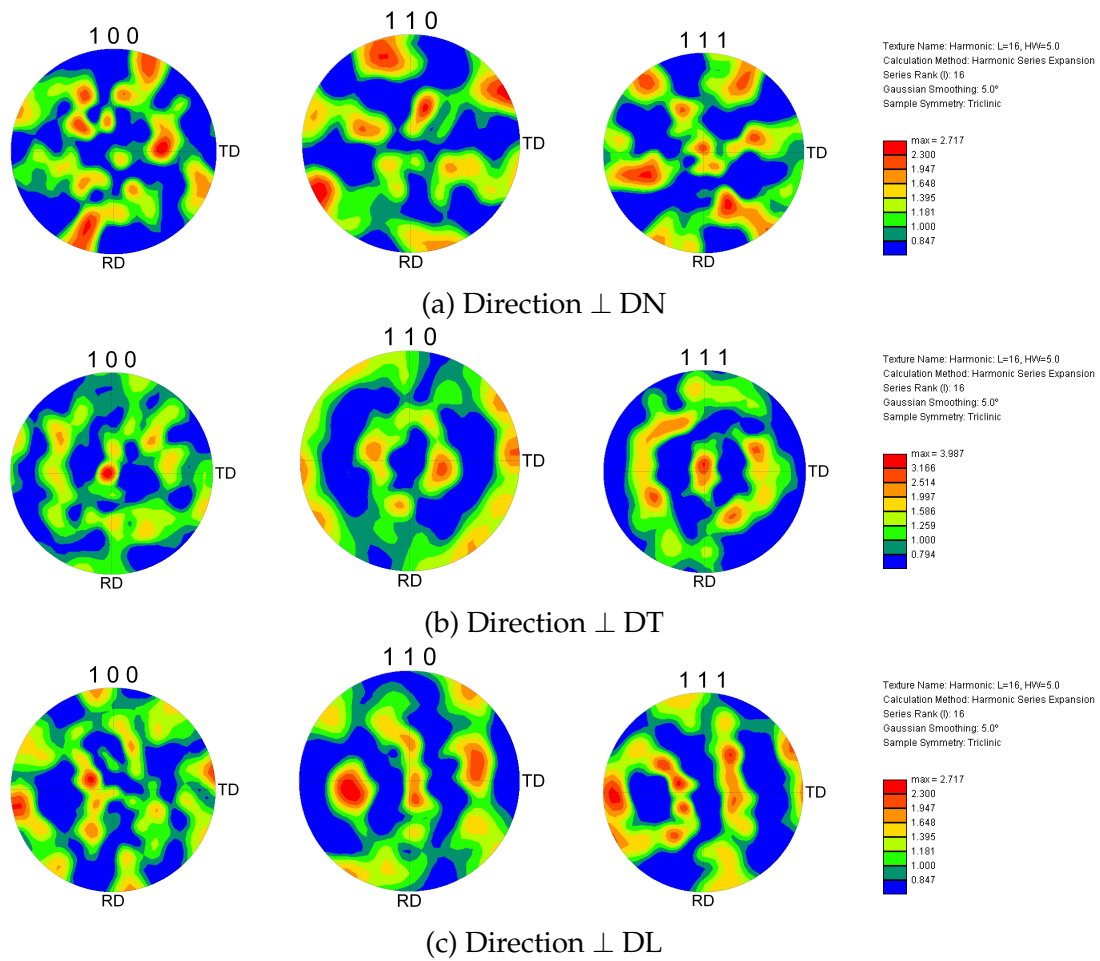 1 0 0
1 1 0
1 1 1
TD
TD
TD
RD
RD
RD
Texture Name: Harmonic: L=16, HW=5.0
Calculation Method: Harmonic Series Expansion
Series Rank (l): 16
Gaussian Smoothing: 5.0°
Sample Symmetry: Triclinic
max = 2.717
2.300
1.947
1.648
1.395
1.181
1.000
0.847
(a) Direction ⊥ DN
1 0 0
1 1 0
1 1 1
TD
TD
TD
RD
RD
RD
Texture Name: Harmonic: L=16, HW=5.0
Calculation Method: Harmonic Series Expansion
Series Rank (l): 16
Gaussian Smoothing: 5.0°
Sample Symmetry: Triclinic
max = 3.987
3.166
2.514
1.997
1.586
1.259
1.000
0.794
(b) Direction ⊥ DT
1 0 0
1 1 0
1 1 1
TD
TD
TD
RD
RD
RD
Texture Name: Harmonic: L=16, HW=5.0
Calculation Method: Harmonic Series Expansion
Series Rank (l): 16
Gaussian Smoothing: 5.0°
Sample Symmetry: Triclinic
max = 2.717
2.300
1.947
1.648
1.395
1.181
1.000
0.847
(c) Direction ⊥ DL